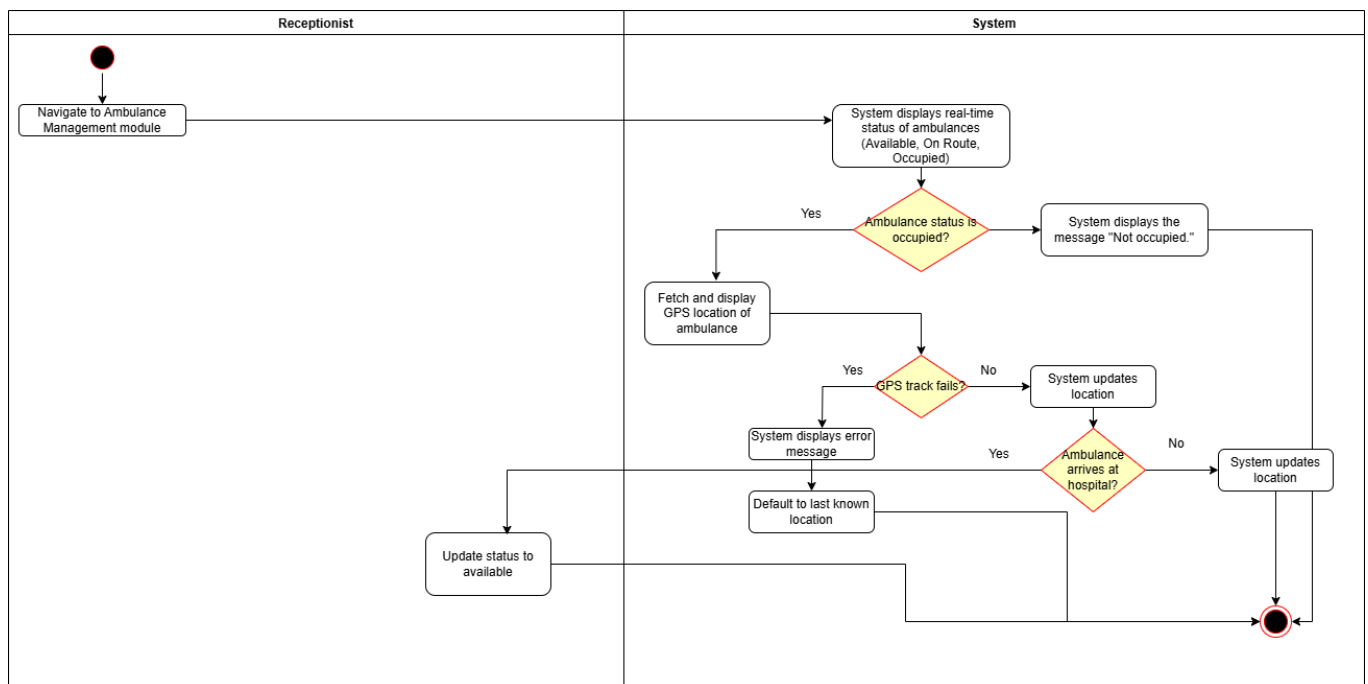 Receptionist
System
Navigate to Ambulance
Management module
System displays real-time
status of ambulances
(Available, On Route,
Occupied)
Yes
Ambulance status is
occupied?
System displays the
message "Not occupied."
Fetch and display
GPS location of
ambulance
Yes
GPS track fails?
No
System updates
location
System displays error
message
Yes
Ambulance
arrives at
hospital?
No
System updates
location
Default to last known
location
Update status to
available